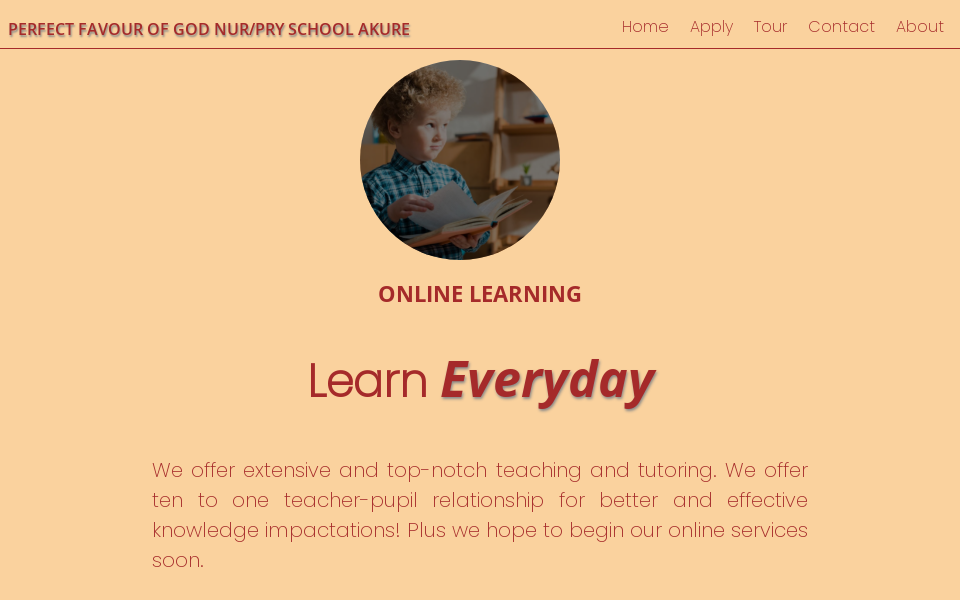 PERFECT FAVOUR OF GOD NUR/PRY SCHOOL AKURE
Home Apply Tour Contact About
ONLINE LEARNING
Learn Everyday
We offer extensive and top-notch teaching and tutoring. We offer
ten to one teacher-pupil relationship for better and effective
knowledge impactations! Plus we hope to begin our online services
soon.